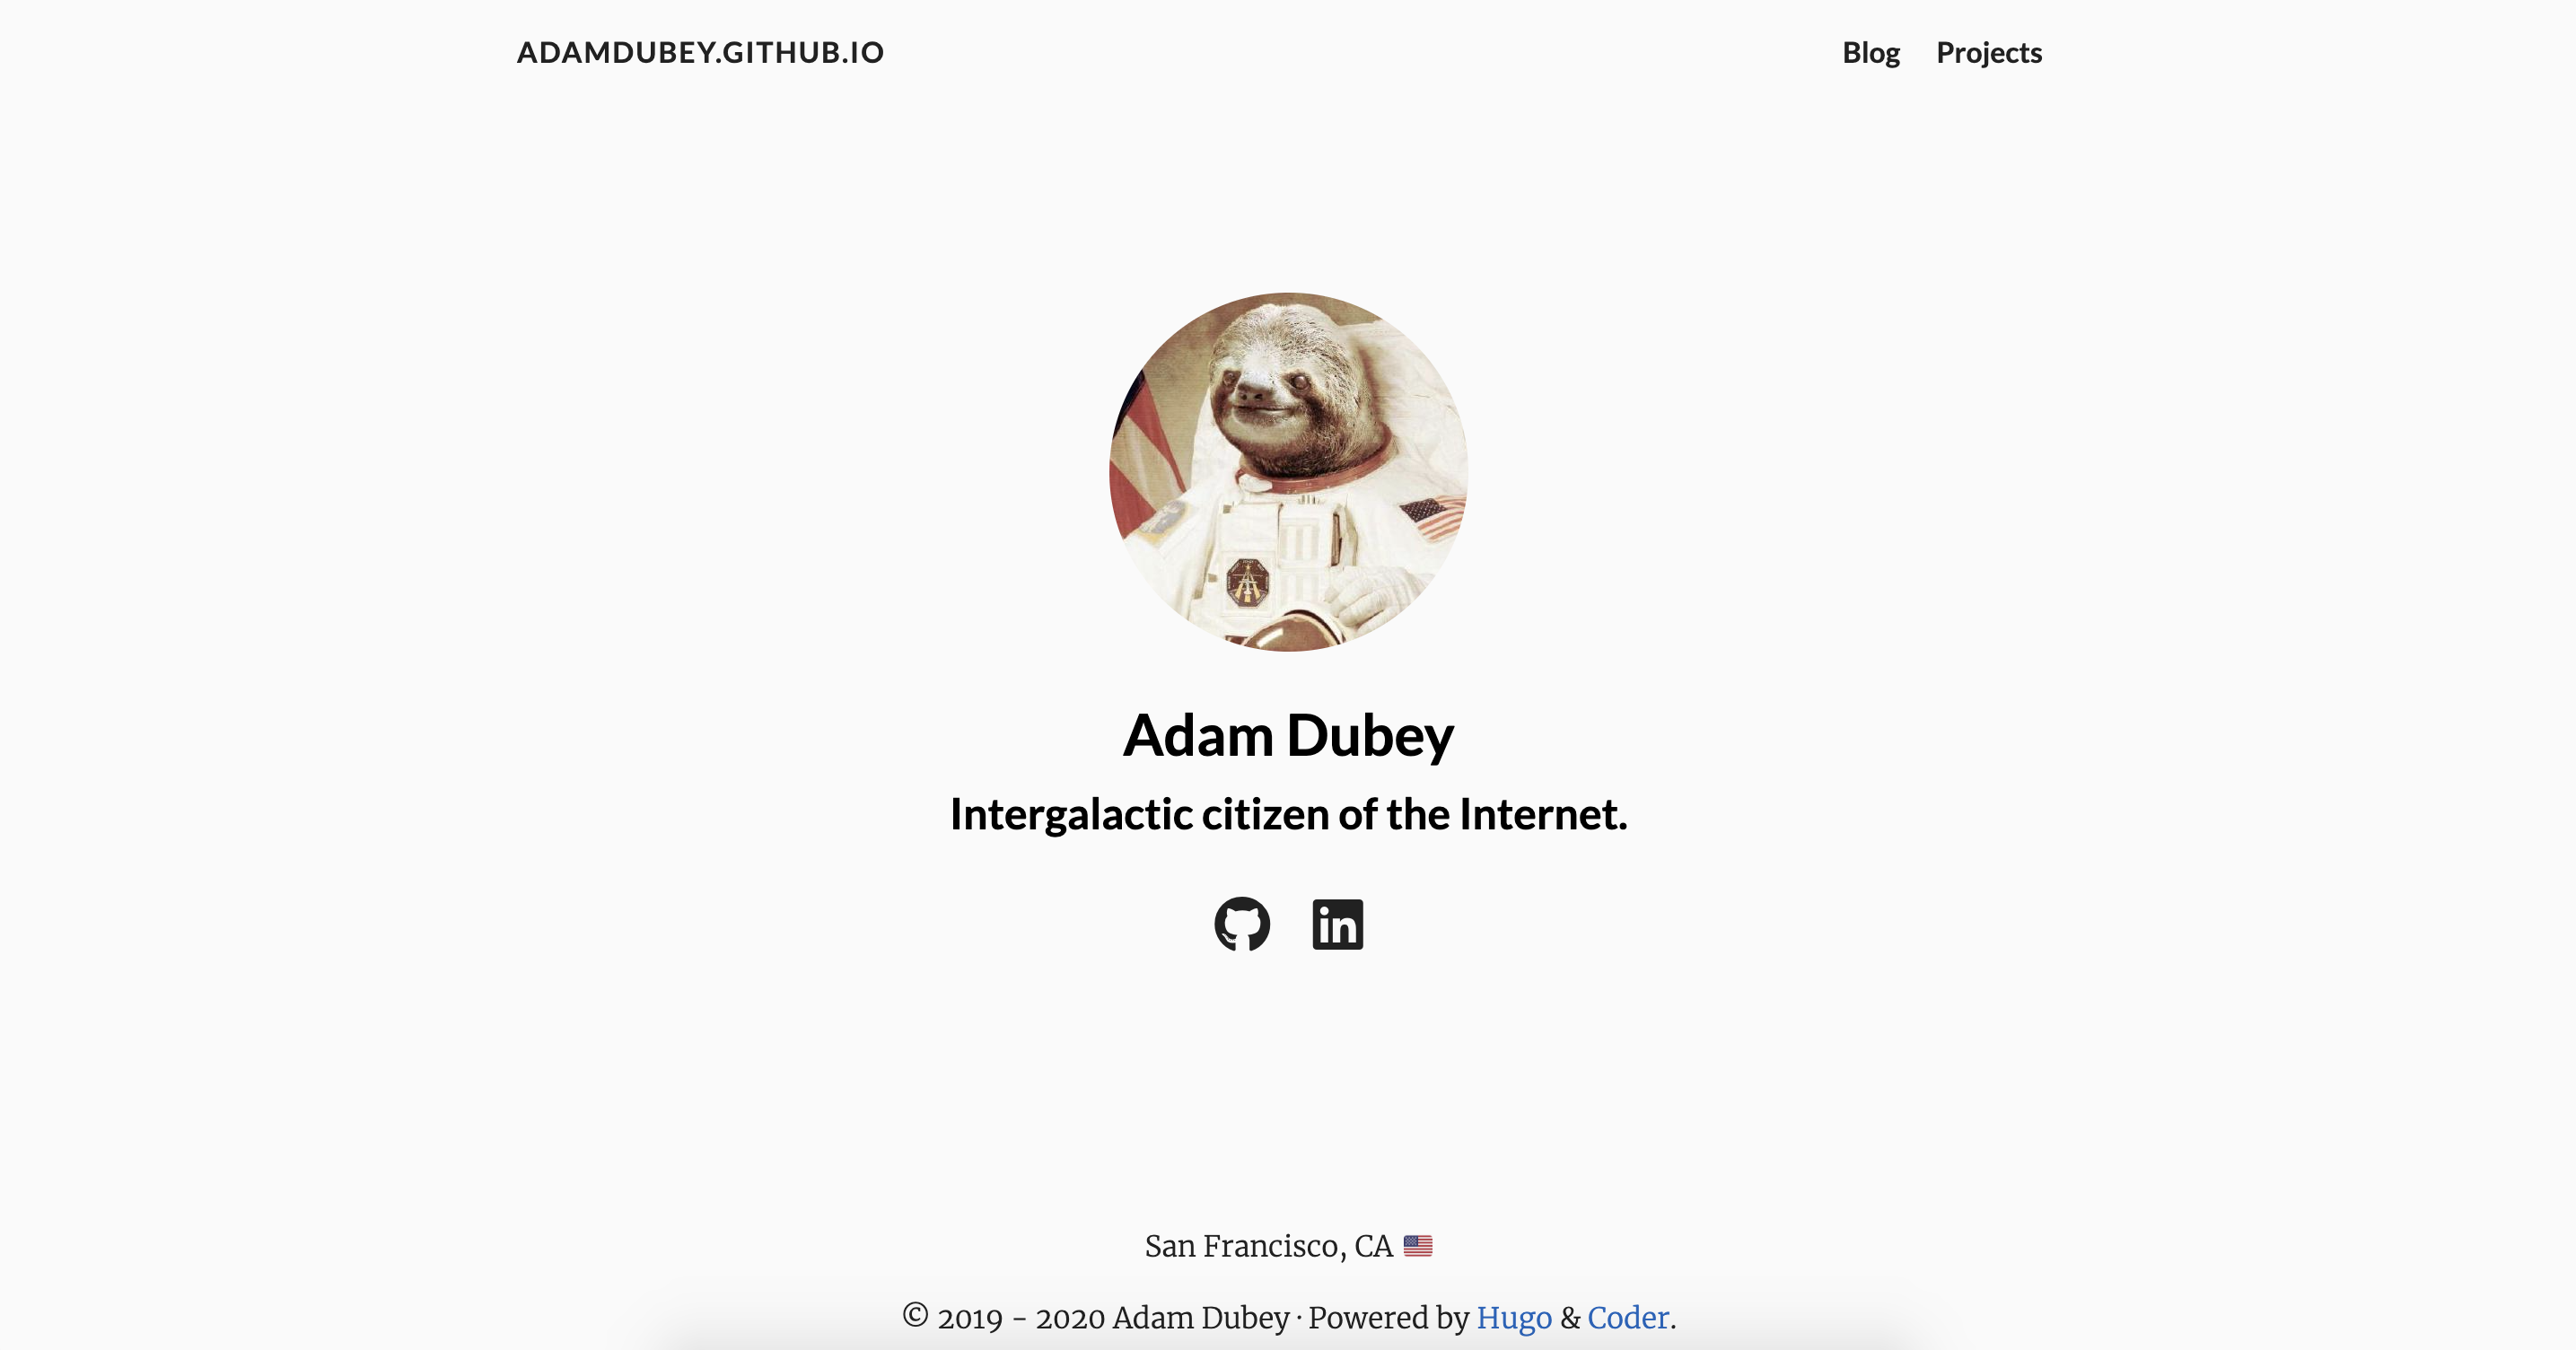 ADAMDUBEY.GITHUB.IO
Blog Projects
Adam Dubey
Intergalactic citizen of the Internet.
in
San Francisco, CA 🇺🇸
© 2019 - 2020 Adam Dubey · Powered by Hugo & Coder.